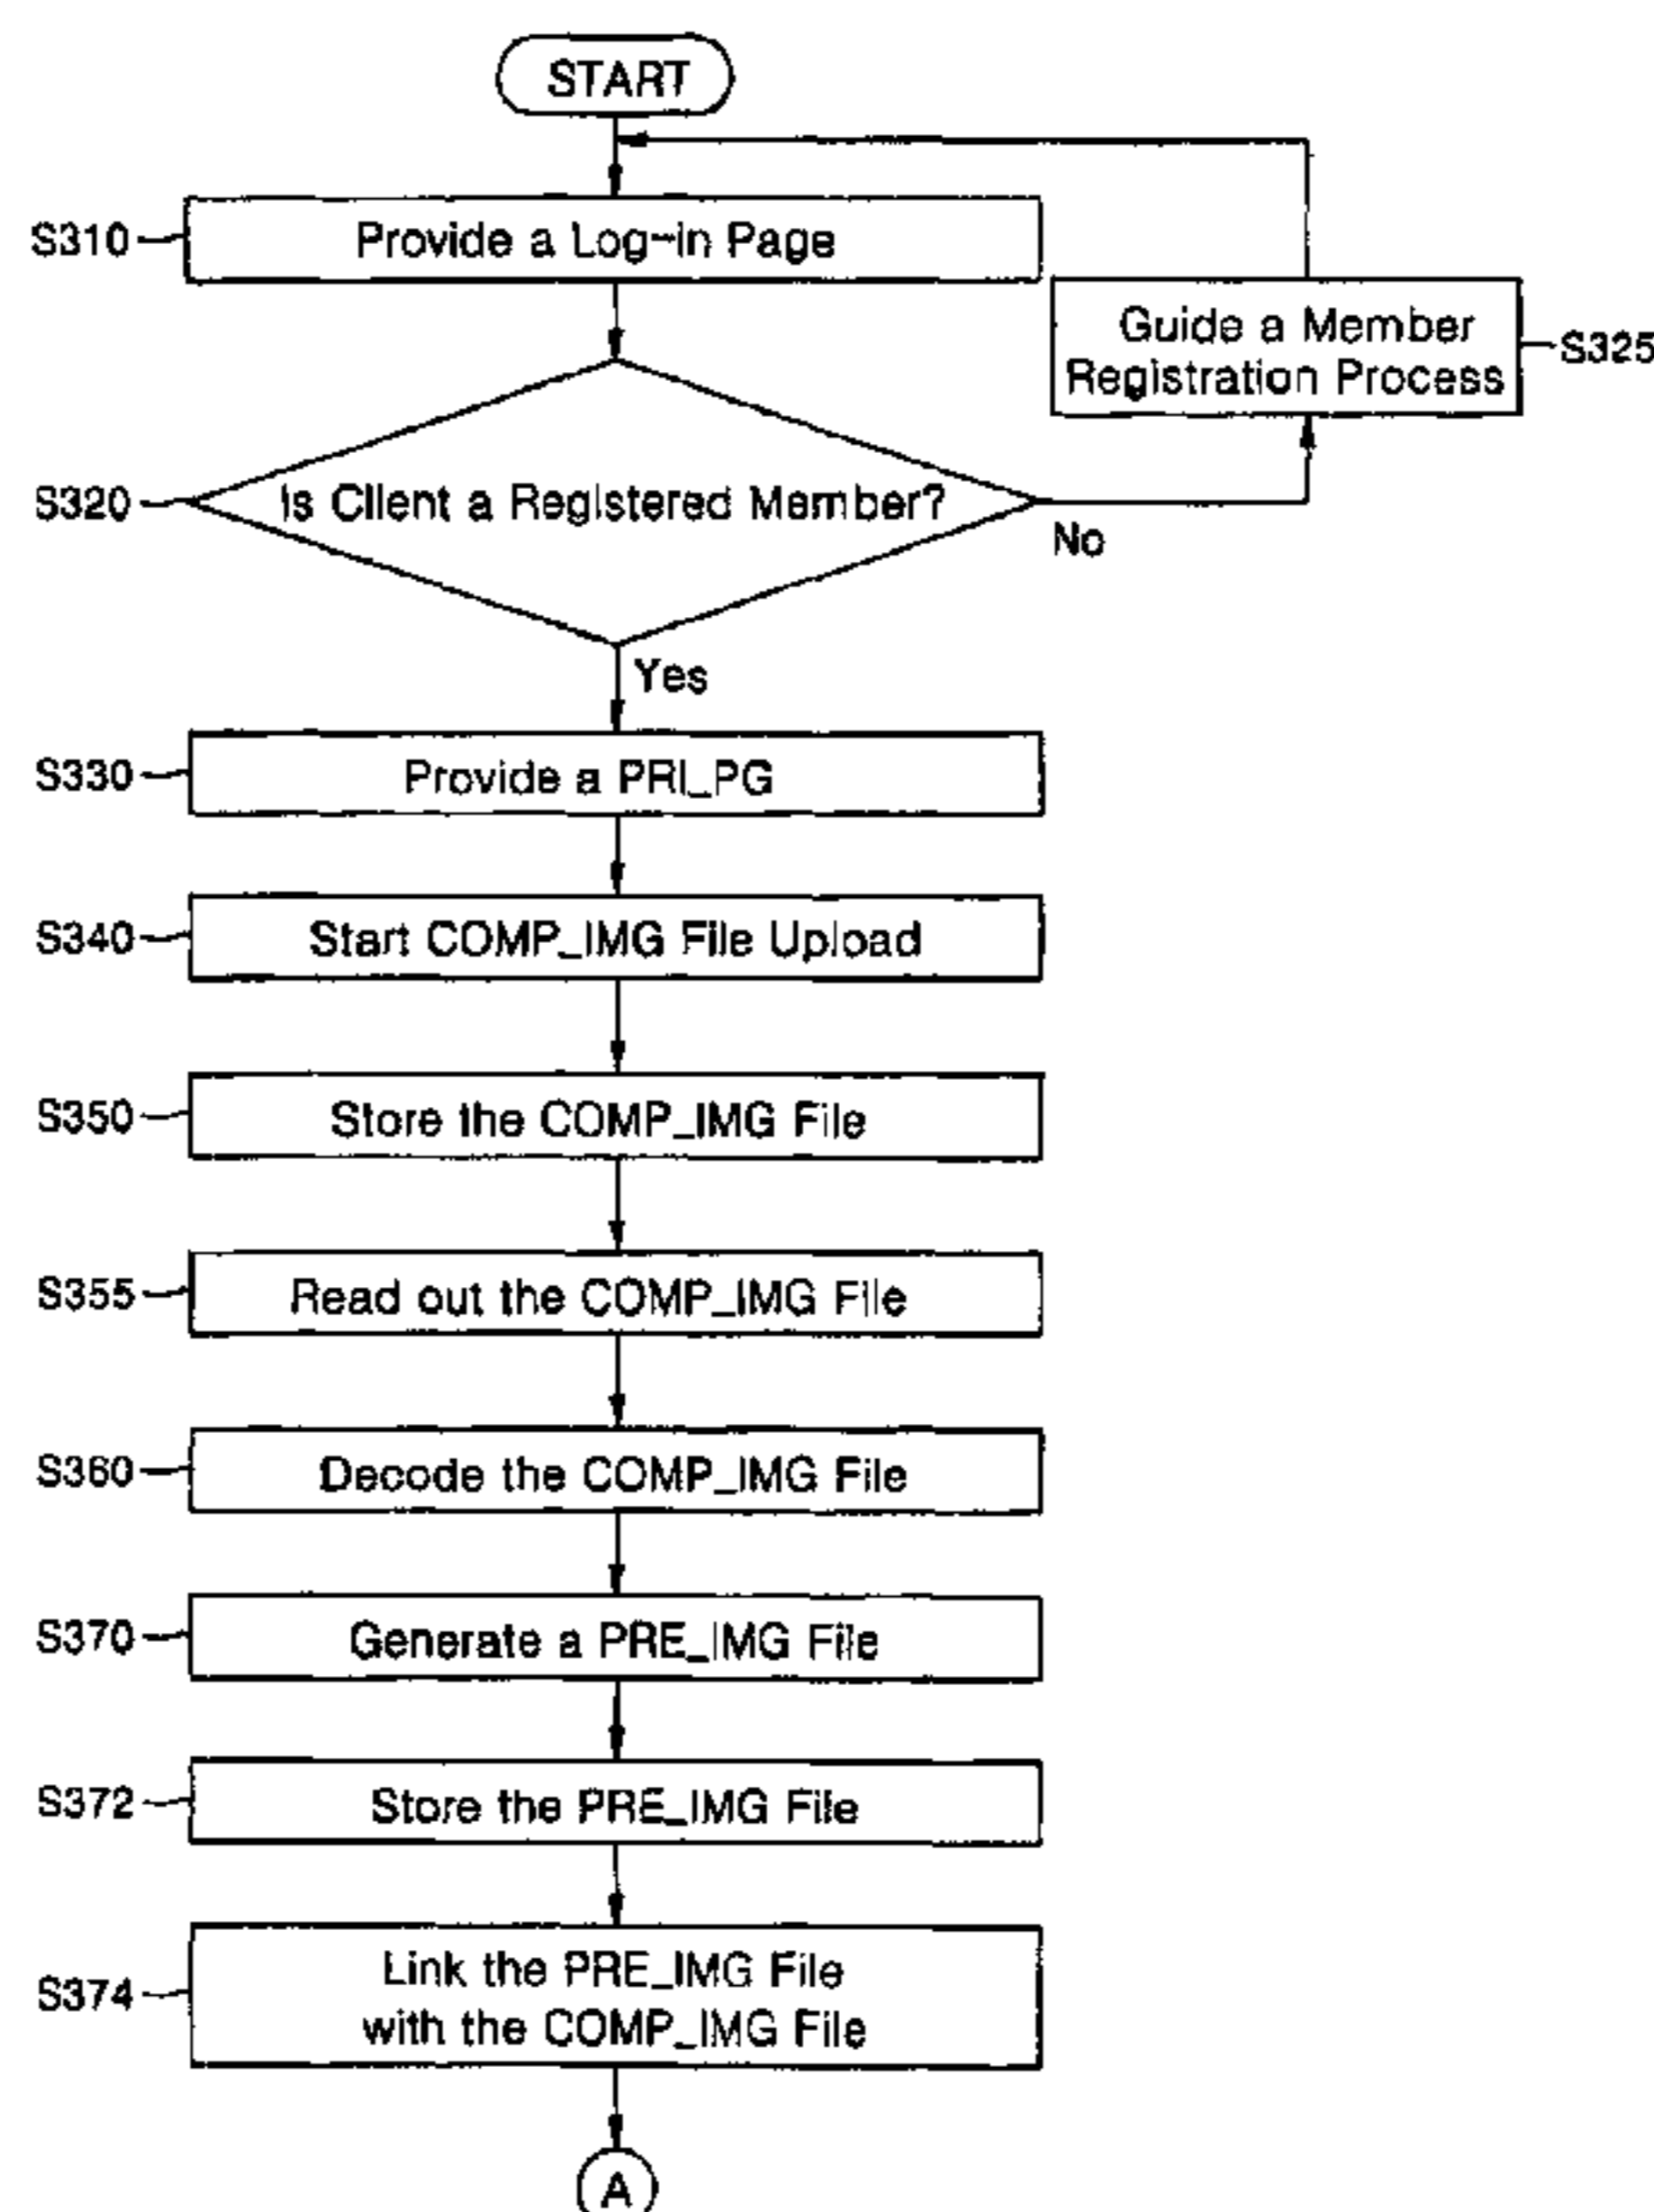 START
S310
Provide a Log-in Page
Guide a Member
Registration Process
S325
S320
Is Client a Registered Member?
No
Yes
S330
Provide a PRI_PG
S340
Start COMP_IMG File Upload
S350
Store the COMP_IMG File
S355
Read out the COMP_IMG File
S360
Decode the COMP_IMG File
S370
Generate a PRE_IMG File
S372
Store the PRE_IMG File
S374
Link the PRE_IMG File
with the COMP_IMG File
A